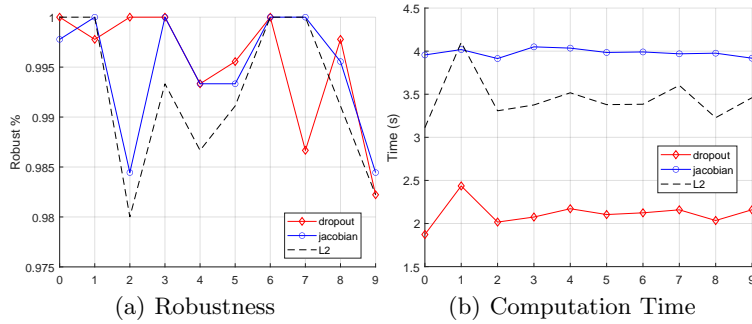 1
0.995
0.99
0.985
0.98
0.975
Robust %
0 1 2 3 4 5 6 7 8 9
dropout
jacobian
L2
(a) Robustness
4.5
4
3.5
3
2.5
2
1.5
Time (s)
0 1 2 3 4 5 6 7 8 9
dropout
jacobian
L2
(b) Computation Time